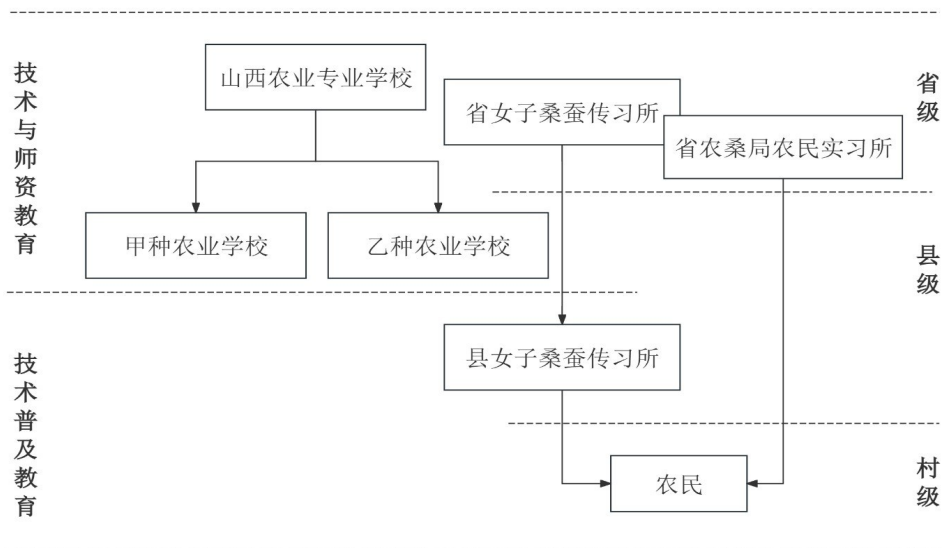 技术与师资教育
山西农业专业学校
省女子桑蚕传习所
省农桑局农民实习所
省级
甲种农业学校
乙种农业学校
县级
技术普及教育
县女子桑蚕传习所
农民
村级